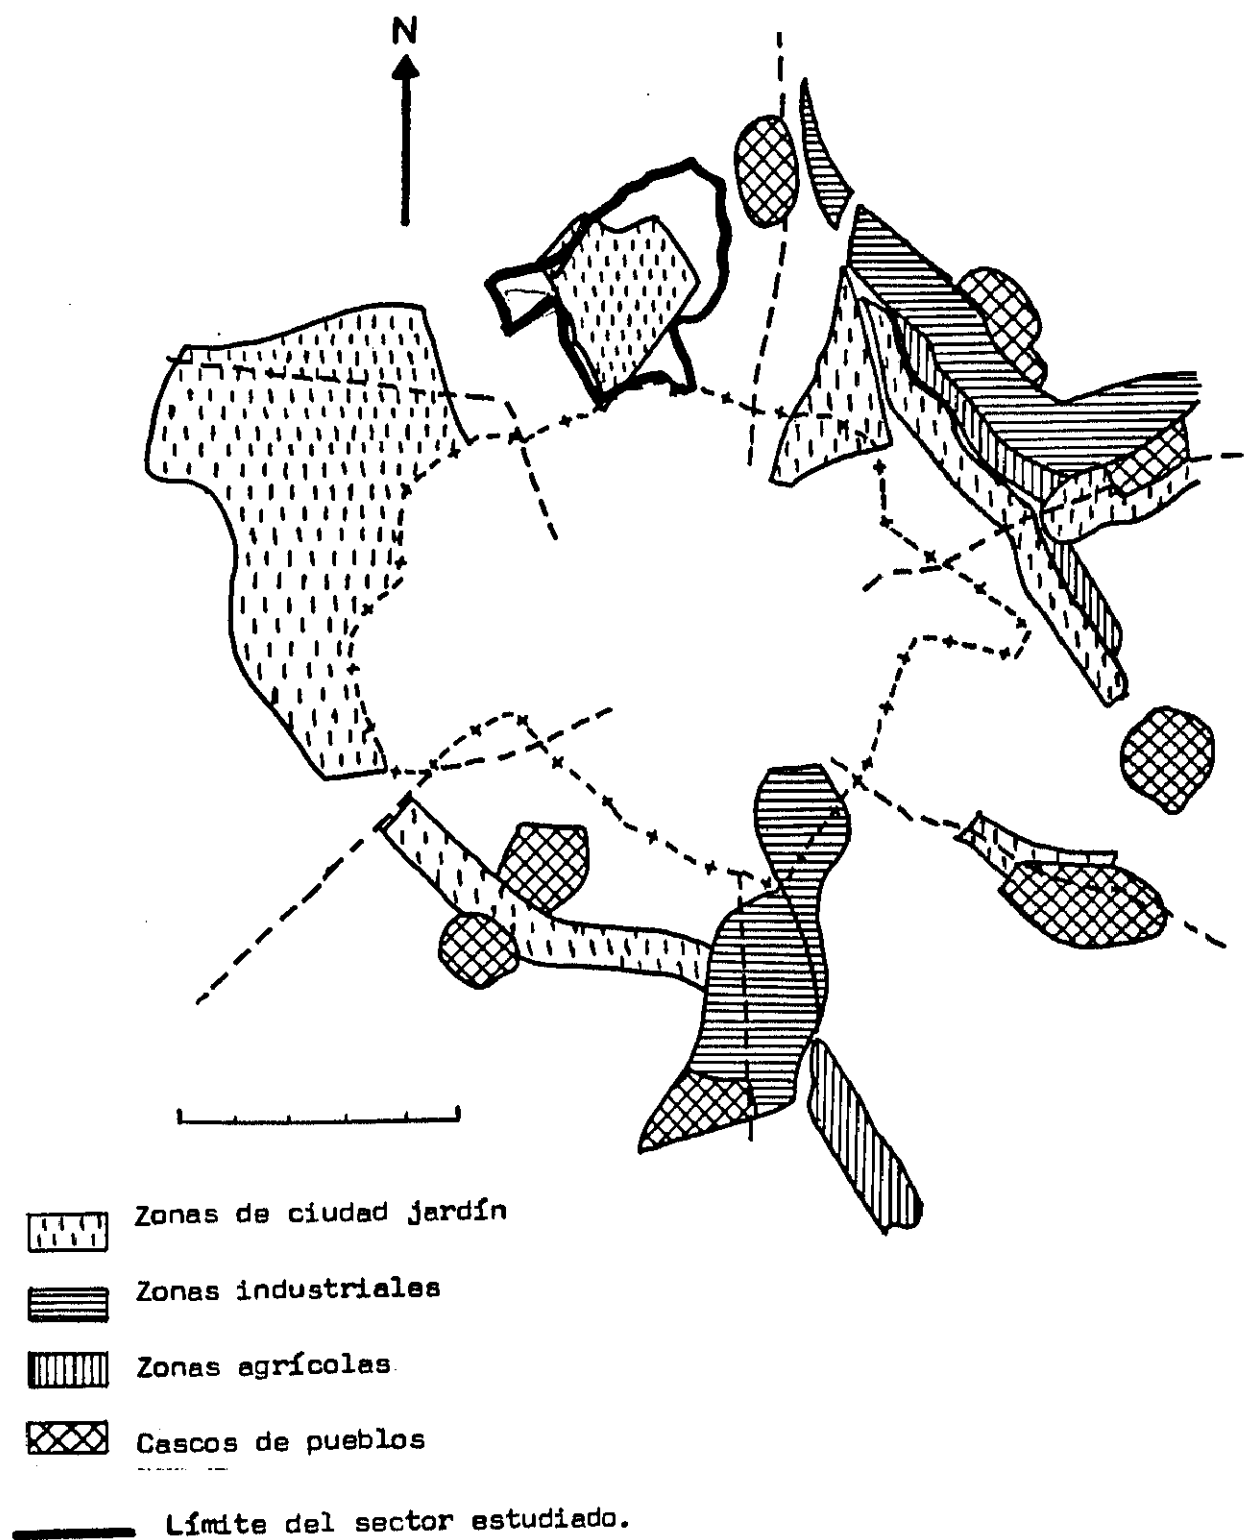 N
Zonas de ciudad jardín
Zonas industriales
Zonas agrícolas
Cascos de pueblos
Límite del sector estudiado.